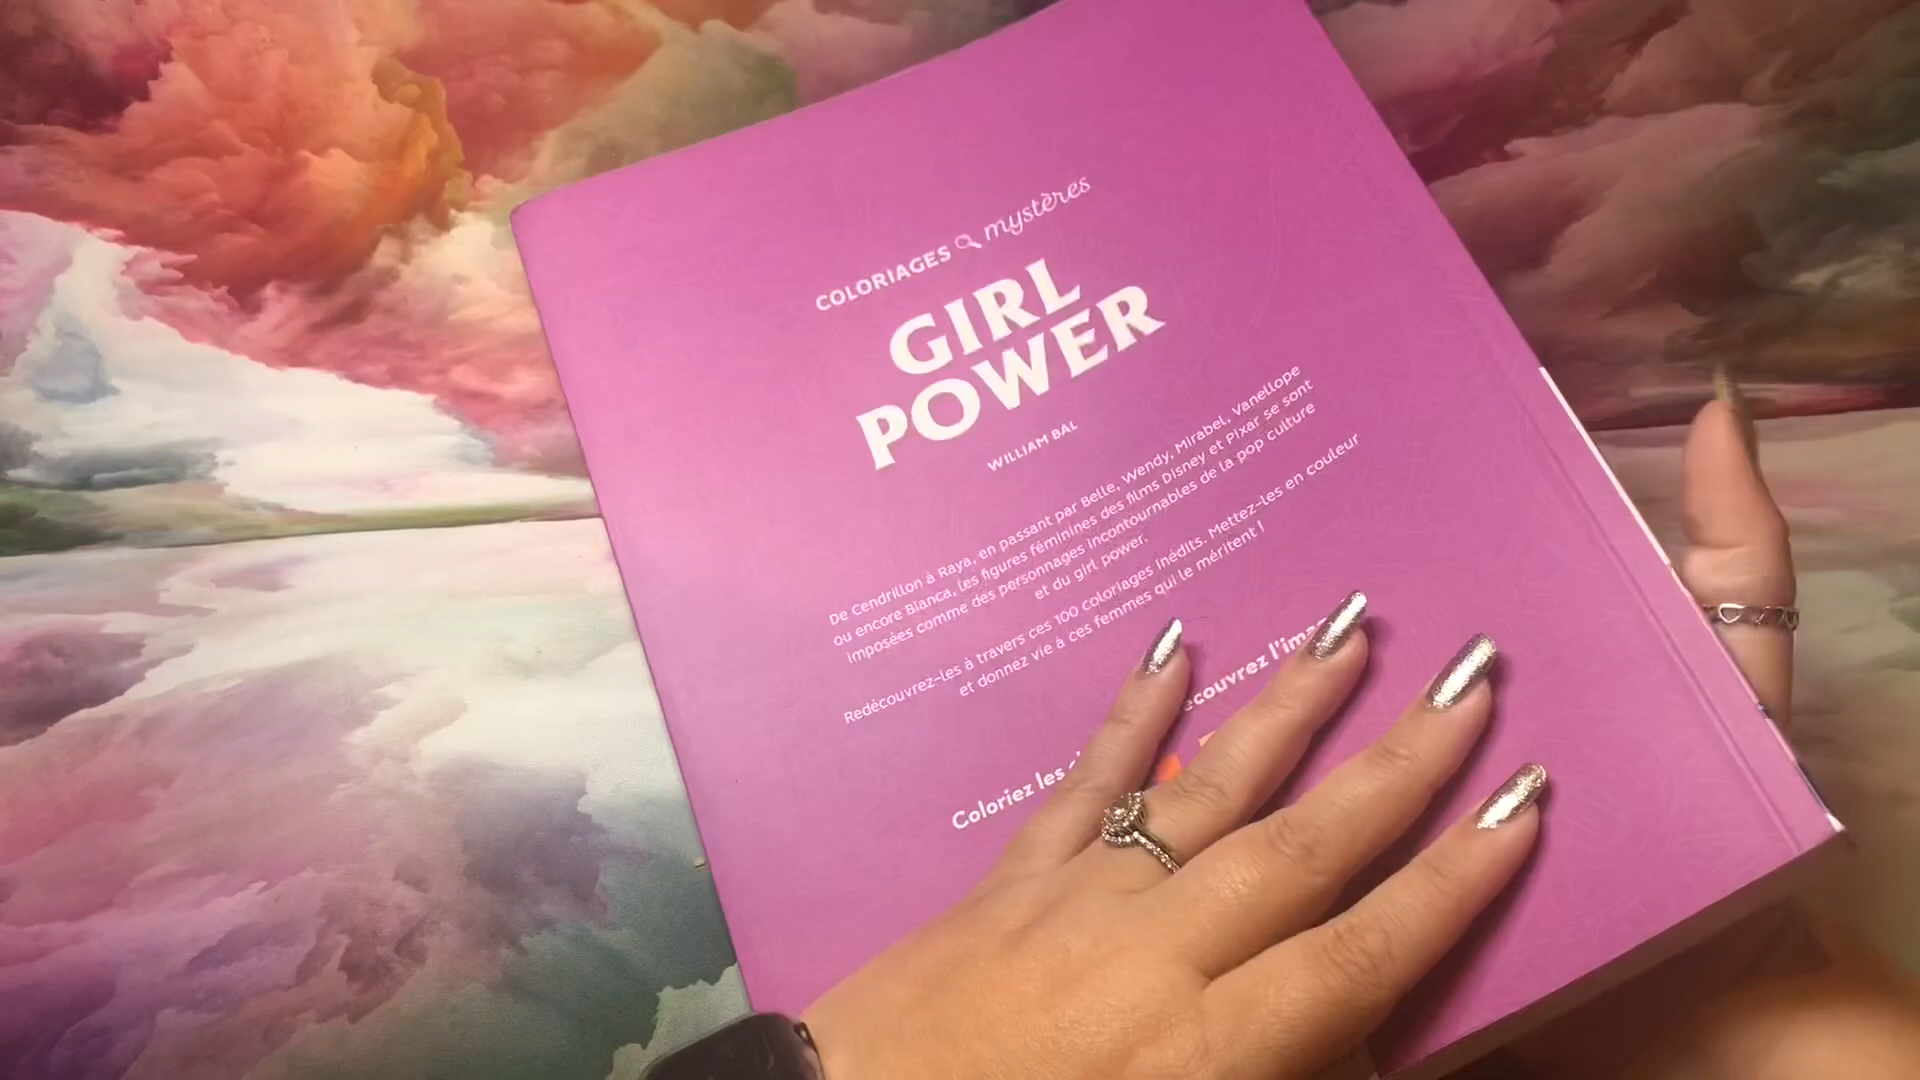 COLORIAGES mystères
GIRL
POWER
WILLIAM BAL
De Cendrillon à Raya, en passant par Belle, Wendy, Mirabel, Vanellope
ou encore Bianca, les figures féminines des films Disney et Pixar se sont
imposées comme des personnages incontournables de la pop culture
et du girl power.
Redécouvrez-les à travers ces 100 coloriages inédits. Mettez-les en couleur
et donnez vie à ces femmes qui le méritent !
Coloriez les